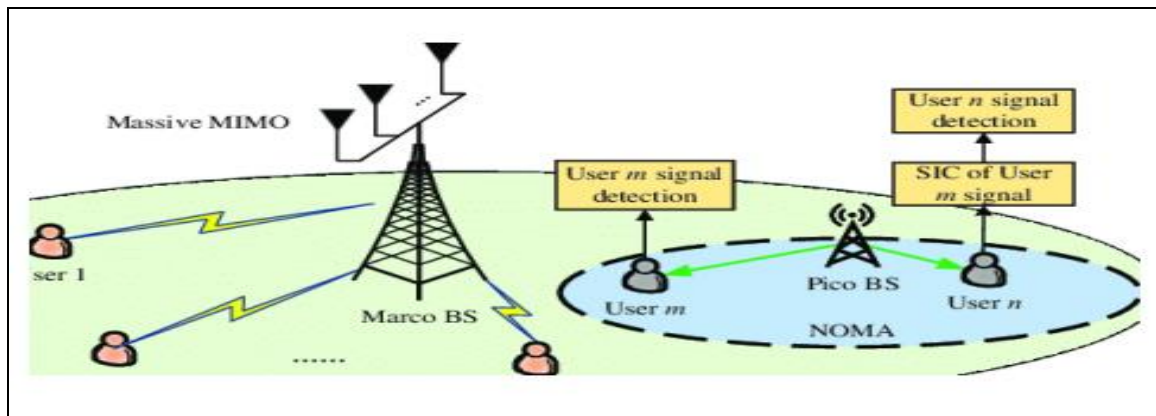 Massive MIMO
User n signal
detection
User m signal
detection
SIC of User
m signal
ser 1
Marco BS
User m
Pico BS
User n
NOMA
......
...